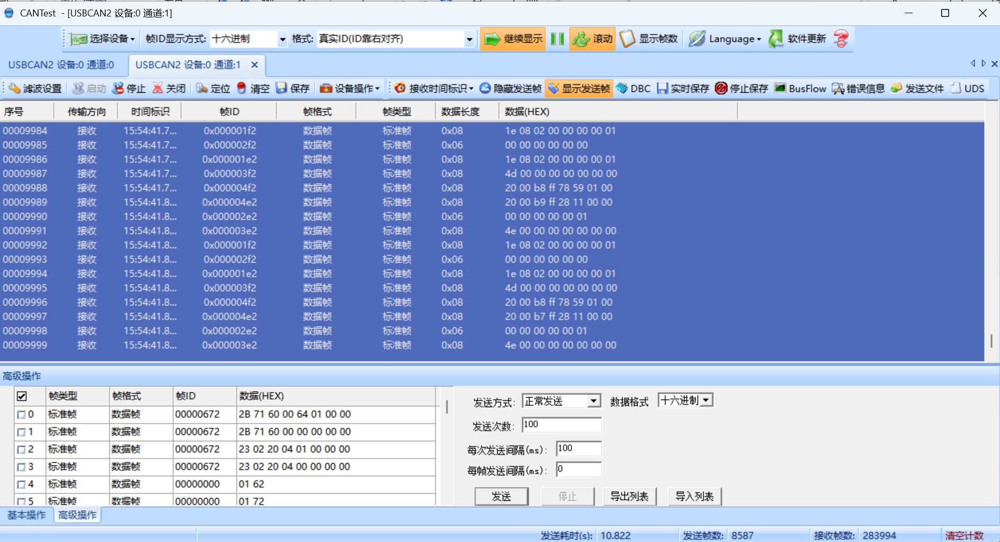 CANTest - [USBCAN2 设备:0 通道:1]
选择设备 帧ID显示方式: 十六进制 格式: 真实ID(ID靠右对齐) 继续显示 滚动 显示帧数 Language 软件更新
USBCAN2 设备:0 通道:0 USBCAN2 设备:0 通道:1
滤波设置 启动 停止 关闭 定位 清空 保存 设备操作 接收时间标识 隐藏发送帧 显示发送帧 DBC 实时保存 停止保存 BusFlow 错误信息 发送文件 UDS
序号 传输方向 时间标识 帧ID 帧格式 帧类型 数据长度 数据(HEX)
00009984 接收 15:54:41.7... 0x000001f2 数据帧 标准帧 0x08 1e 08 02 00 00 00 00 01
00009985 接收 15:54:41.7... 0x000002f2 数据帧 标准帧 0x06 00 00 00 00 00 00
00009986 接收 15:54:41.7... 0x000001e2 数据帧 标准帧 0x08 1e 08 02 00 00 00 00 01
00009987 接收 15:54:41.7... 0x000003f2 数据帧 标准帧 0x08 4d 00 00 00 00 00 00 00
00009988 接收 15:54:41.7... 0x000004f2 数据帧 标准帧 0x08 20 00 b8 ff 78 59 01 00
00009989 接收 15:54:41.8... 0x000004e2 数据帧 标准帧 0x08 20 00 b9 ff 28 11 00 00
00009990 接收 15:54:41.8... 0x000002e2 数据帧 标准帧 0x06 00 00 00 00 00 01
00009991 接收 15:54:41.8... 0x000003e2 数据帧 标准帧 0x08 4e 00 00 00 00 00 00 00
00009992 接收 15:54:41.8... 0x000001f2 数据帧 标准帧 0x08 1e 08 02 00 00 00 00 01
00009993 接收 15:54:41.8... 0x000002f2 数据帧 标准帧 0x06 00 00 00 00 00 00
00009994 接收 15:54:41.8... 0x000001e2 数据帧 标准帧 0x08 1e 08 02 00 00 00 00 01
00009995 接收 15:54:41.8... 0x000003f2 数据帧 标准帧 0x08 4d 00 00 00 00 00 00 00
00009996 接收 15:54:41.8... 0x000004f2 数据帧 标准帧 0x08 20 00 b8 ff 78 59 01 00
00009997 接收 15:54:41.8... 0x000004e2 数据帧 标准帧 0x08 20 00 b7 ff 28 11 00 00
00009998 接收 15:54:41.8... 0x000002e2 数据帧 标准帧 0x06 00 00 00 00 00 01
00009999 接收 15:54:41.8... 0x000003e2 数据帧 标准帧 0x08 4e 00 00 00 00 00 00 00
高级操作
帧类型 帧格式 帧ID 数据(HEX)
0 标准帧 数据帧 00000672 2B 71 60 00 64 01 00 00
1 标准帧 数据帧 00000672 2B 71 60 00 00 00 00 00
2 标准帧 数据帧 00000672 23 02 20 04 01 00 00 00
3 标准帧 数据帧 00000672 23 02 20 04 00 00 00 00
4 标准帧 数据帧 00000000 01 62
5 标准帧 数据帧 00000000 01 72
发送方式: 正常发送 数据格式 十六进制
发送次数: 100
每次发送间隔(ms): 100
每帧发送间隔(ms): 0
发送 停止 导出列表 导入列表
基本操作 高级操作
发送耗时(s): 10.822 发送帧数: 8587 接收帧数: 283994 清空计数